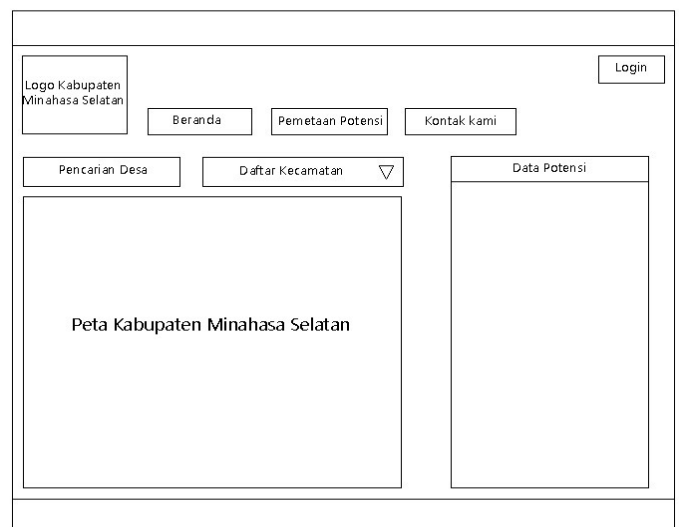 Login
Logo Kabupaten
Minahasa Selatan
Beranda
Pemetaan Potensi
Kontak kami
Pencarian Desa
Daftar Kecamatan
Data Potensi
Peta Kabupaten Minahasa Selatan